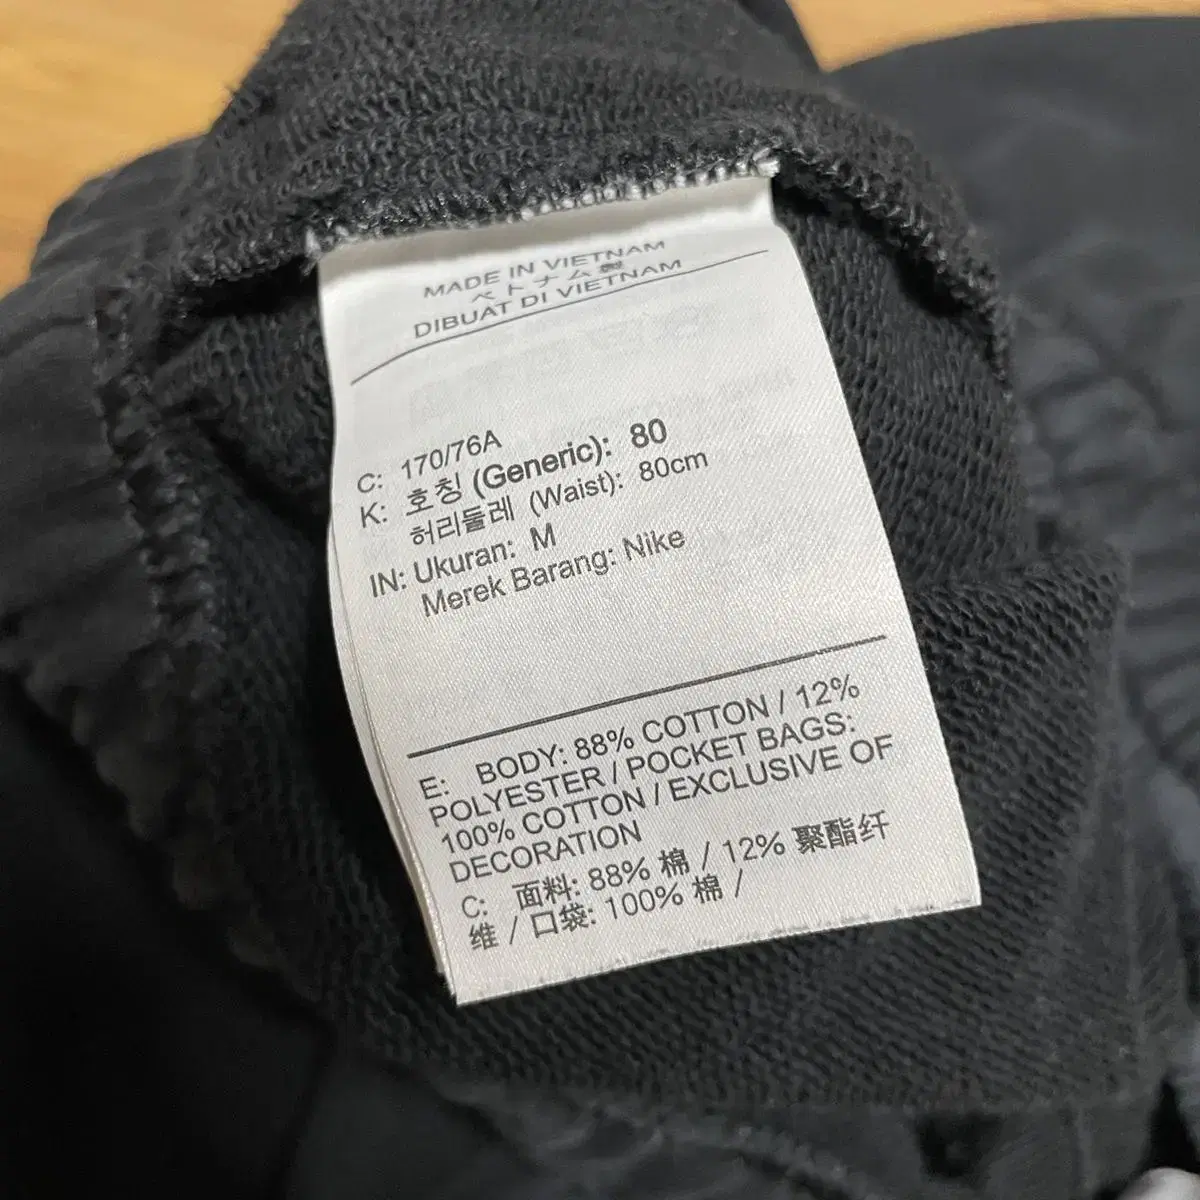 MADE IN VIETNAM
ベトナム製
DIBUAT DI VIETNAM
C: 170/76A
K: 호칭 (Generic): 80
허리둘레 (Waist): 80cm
IN: Ukuran: M
Merek Barang: Nike
E: BODY: 88% COTTON / 12%
POLYESTER / POCKET BAGS:
100% COTTON / EXCLUSIVE OF
DECORATION
C: 面料: 88% 棉 / 12% 聚酯纤
维 / 口袋: 100% 棉 /